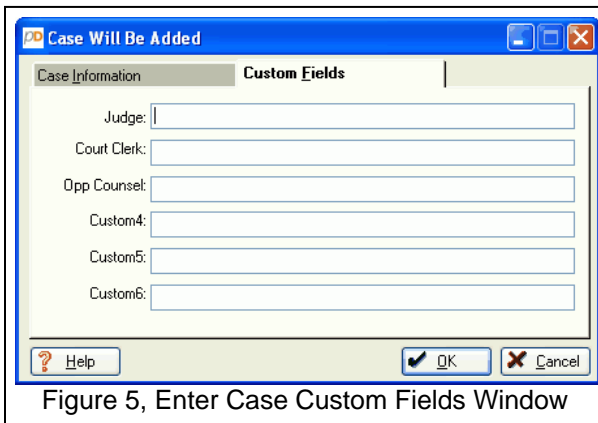 PD Case Will Be Added
Case Information Custom Fields
Judge:
Court Clerk:
Opp Counsel:
Custom4:
Custom5:
Custom6:
? Help OK Cancel
Figure 5, Enter Case Custom Fields Window